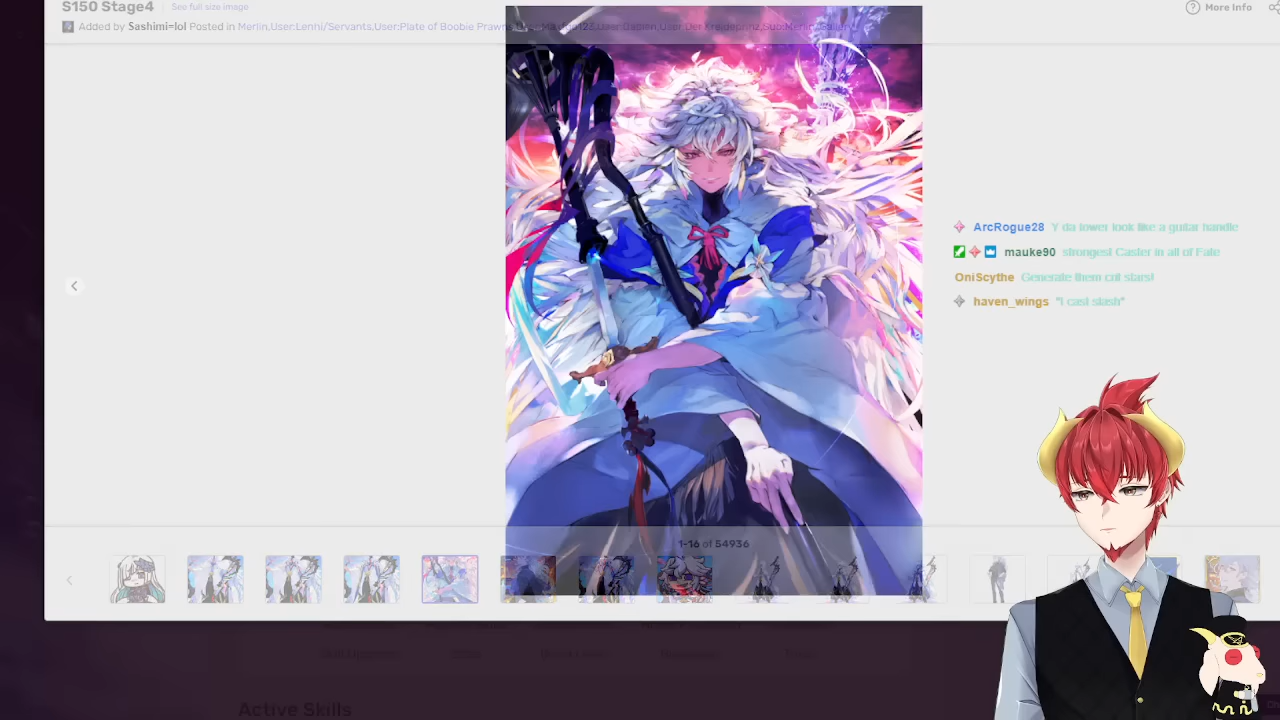 S150 Stage4 See full size image
More Info
Added by Sashimi=lol Posted in Merlin,User:Lenhi/Servants,User:Plate of Boobie Prawns
ArcRogue28 Y da tower look like a guitar handle
mauke90 strongest Caster in all of Fate
OniScythe Generate them crit stars!
haven_wings "I cast slash"
1-16 of 54936
Active Skills